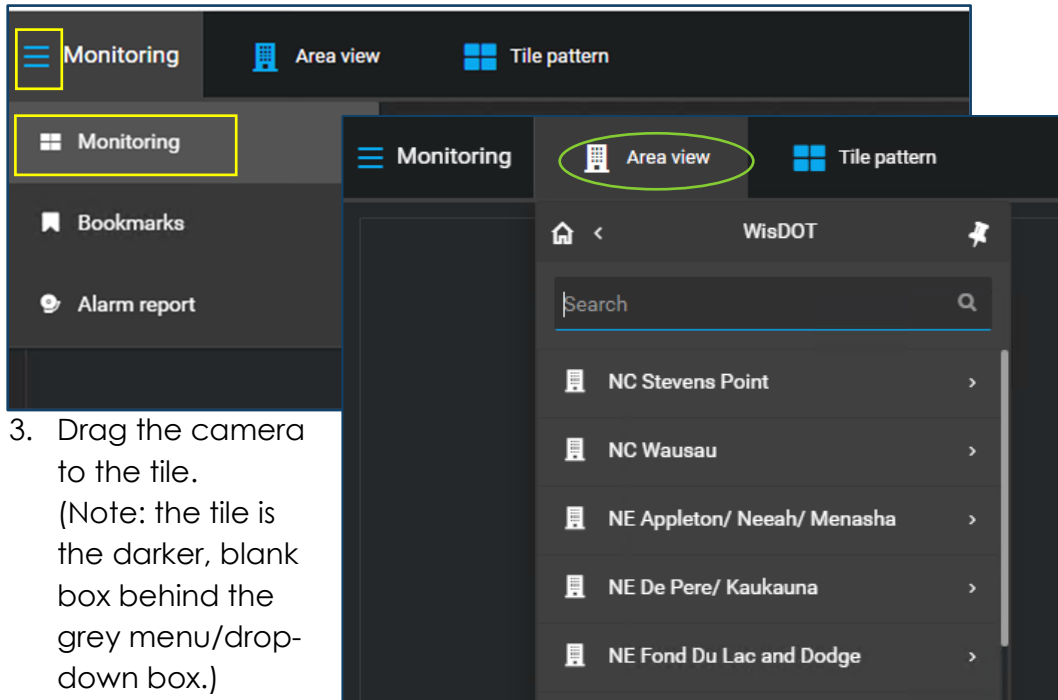 Monitoring Area view Tile pattern
Monitoring
Bookmarks
Alarm report
Monitoring Area view Tile pattern
WisDOT
Search
NC Stevens Point
NC Wausau
NE Appleton/ Neeah/ Menasha
NE De Pere/ Kaukauna
NE Fond Du Lac and Dodge
3. Drag the camera
to the tile.
(Note: the tile is
the darker, blank
box behind the
grey menu/drop-
down box.)